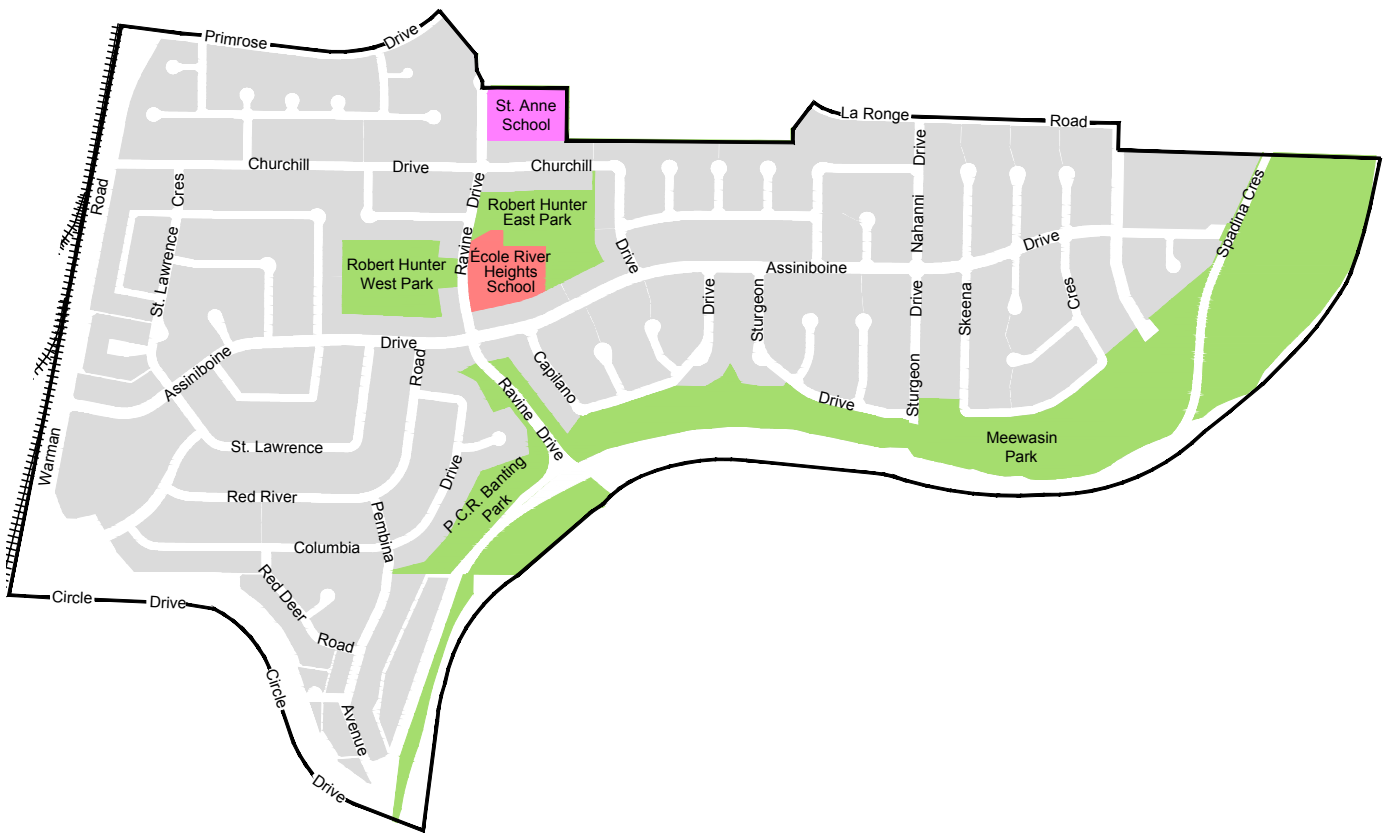 Primrose
Drive
St. Anne
School
La Ronge
Road
Churchill
Drive
Churchill
Drive
Nahanni
Drive
Road
Cres
Drive
Ravine
Robert Hunter
East Park
Spadina Cres
St. Lawrence
Robert Hunter
West Park
École River
Heights
School
Drive
Assiniboine
Drive
Drive
Sturgeon
Skeena
Cres
Assiniboine
Drive
Road
Capilano
Ravine
Drive
Drive
Sturgeon
St. Lawrence
Warman
Meewasin
Park
Red River
Drive
P.C.R. Banting
Park
Pembina
Columbia
Red Deer
Road
Circle
Drive
Circle
Avenue
Drive